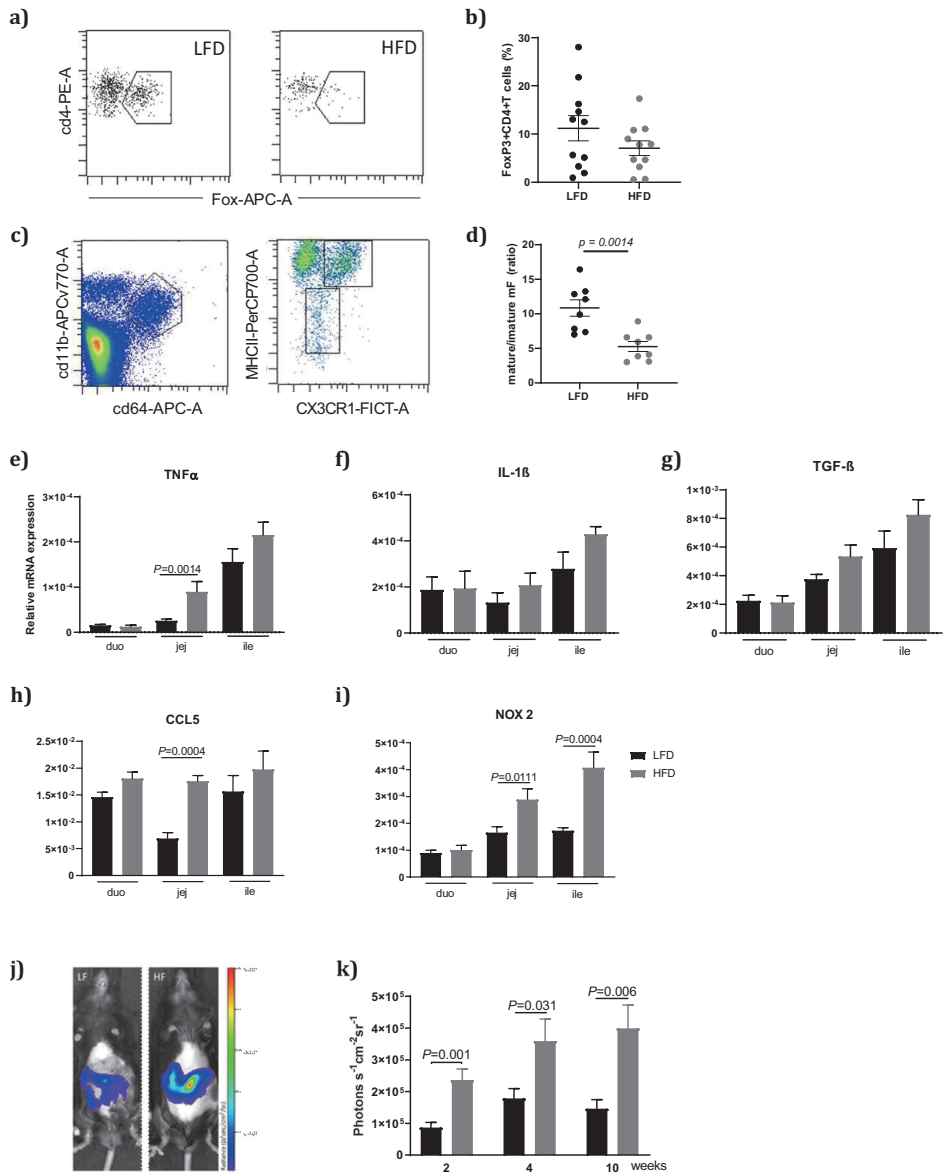 a)
LFD
HFD
cd4-PE-A
Fox-APC-A
b)
FoxP3+CD4+T cells (%)
40
30
20
10
0
LFD
HFD
c)
cd11b-APCv770-A
cd64-APC-A
MHCII-PerCP700-A
CX3CR1-FICT-A
d)
mature/imature mF (ratio)
p = 0.0014
20
15
10
5
0
LFD
HFD
e)
TNFα
Relative mRNA expression
3×10⁻⁴
2×10⁻⁴
1×10⁻⁴
0
P=0.0014
duo
jej
ile
f)
IL-1ß
6×10⁻⁴
4×10⁻⁴
2×10⁻⁴
0
duo
jej
ile
g)
TGF-ß
1×10⁻³
8×10⁻⁴
6×10⁻⁴
4×10⁻⁴
2×10⁻⁴
0
duo
jej
ile
h)
CCL5
2.5×10⁻²
2.0×10⁻²
1.5×10⁻²
1.0×10⁻²
5×10⁻³
0
P=0.0004
duo
jej
ile
i)
NOX 2
5×10⁻⁴
4×10⁻⁴
3×10⁻⁴
2×10⁻⁴
1×10⁻⁴
0
P=0.0111
P=0.0004
duo
jej
ile
LFD
HFD
j)
LF
HF
k)
Photons s⁻¹cm⁻²sr⁻¹
5×10⁵
4×10⁵
3×10⁵
2×10⁵
1×10⁵
0
P=0.001
P=0.031
P=0.006
2
4
10
weeks